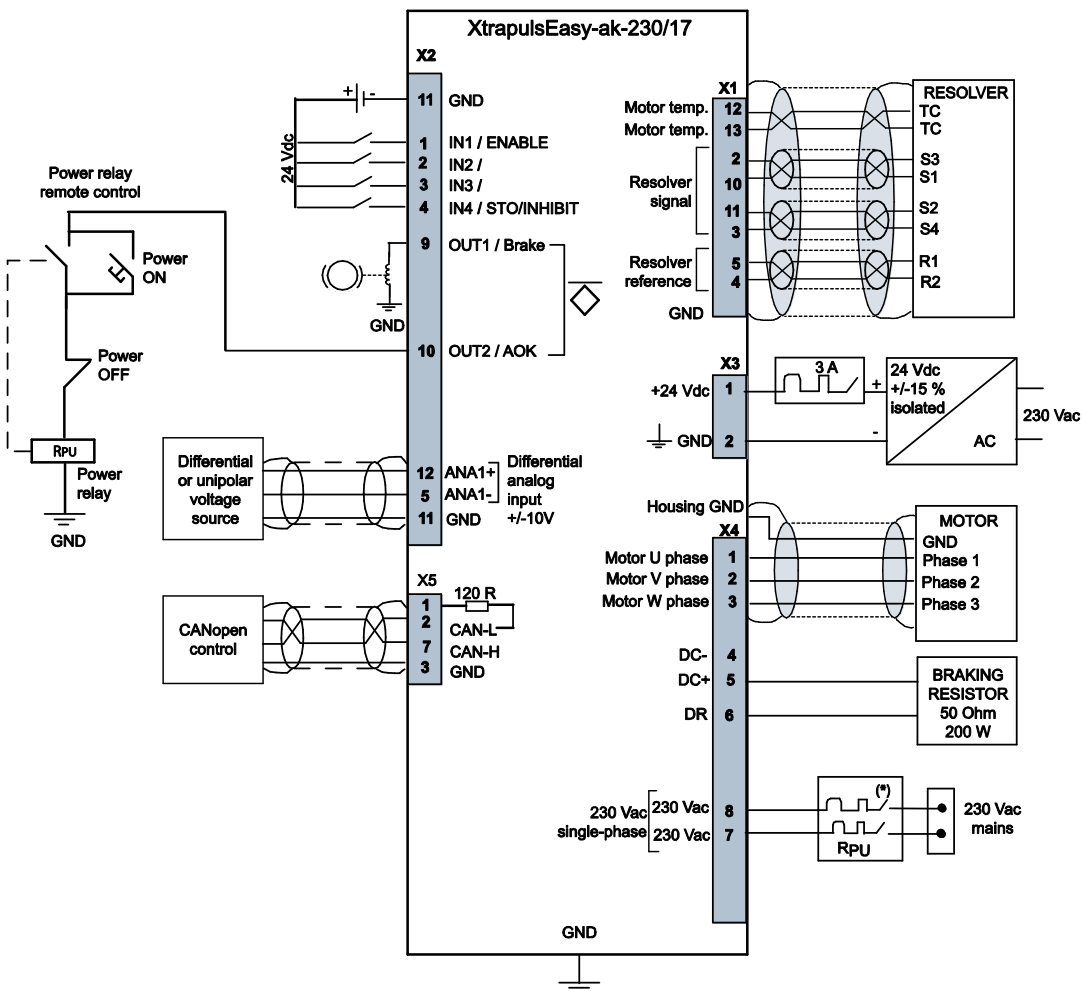 XtrapulsEasy-ak-230/17
X2
+ -
11 GND
24 Vdc
1 IN1 / ENABLE
2 IN2 /
3 IN3 /
4 IN4 / STO/INHIBIT
Power relay
remote control
9 OUT1 / Brake
Power
ON
GND
10 OUT2 / AOK
Power
OFF
RPU
Power
relay
GND
Differential
or unipolar
voltage
source
12 ANA1+
5 ANA1-
11 GND
Differential
analog
input
+/-10V
X5
1 120 R
2 CAN-L
7 CAN-H
3 GND
CANopen
control
X1
Motor temp. 12
Motor temp. 13
Resolver
signal
2
10
11
3
Resolver
reference
5
4
GND
RESOLVER
TC
TC
S3
S1
S2
S4
R1
R2
X3
+24 Vdc 1
GND 2
3 A
+
-
24 Vdc
+/-15 %
isolated
AC
230 Vac
Housing GND
X4
Motor U phase 1
Motor V phase 2
Motor W phase 3
MOTOR
GND
Phase 1
Phase 2
Phase 3
DC- 4
DC+ 5
DR 6
BRAKING
RESISTOR
50 Ohm
200 W
230 Vac
single-phase
230 Vac 8
230 Vac 7
(*)
RPU
230 Vac
mains
GND